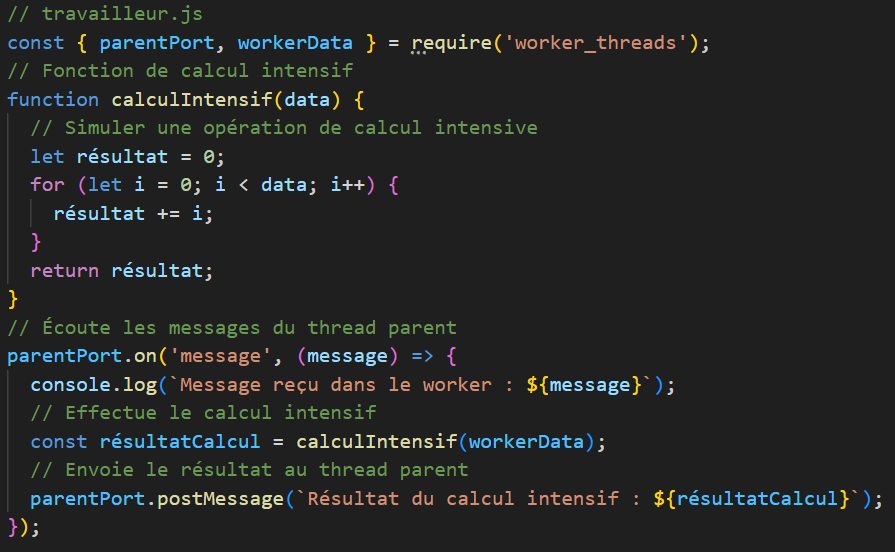 // travailleur.js
const { parentPort, workerData } = require('worker_threads');
// Fonction de calcul intensif
function calculIntensif(data) {
  // Simuler une opération de calcul intensive
  let résultat = 0;
  for (let i = 0; i < data; i++) {
    résultat += i;
  }
  return résultat;
}
// Écoute les messages du thread parent
parentPort.on('message', (message) => {
  console.log(`Message reçu dans le worker : ${message}`);
  // Effectue le calcul intensif
  const résultatCalcul = calculIntensif(workerData);
  // Envoie le résultat au thread parent
  parentPort.postMessage(`Résultat du calcul intensif : ${résultatCalcul}`);
});